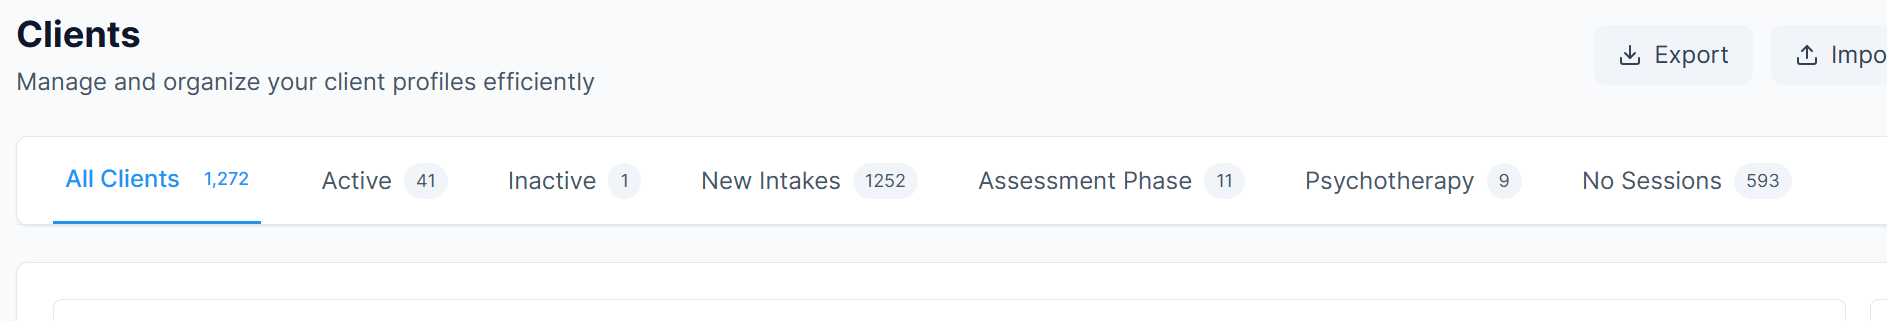 Clients
Manage and organize your client profiles efficiently
Export
All Clients 1,272 Active 41 Inactive 1 New Intakes 1252 Assessment Phase 11 Psychotherapy 9 No Sessions 593